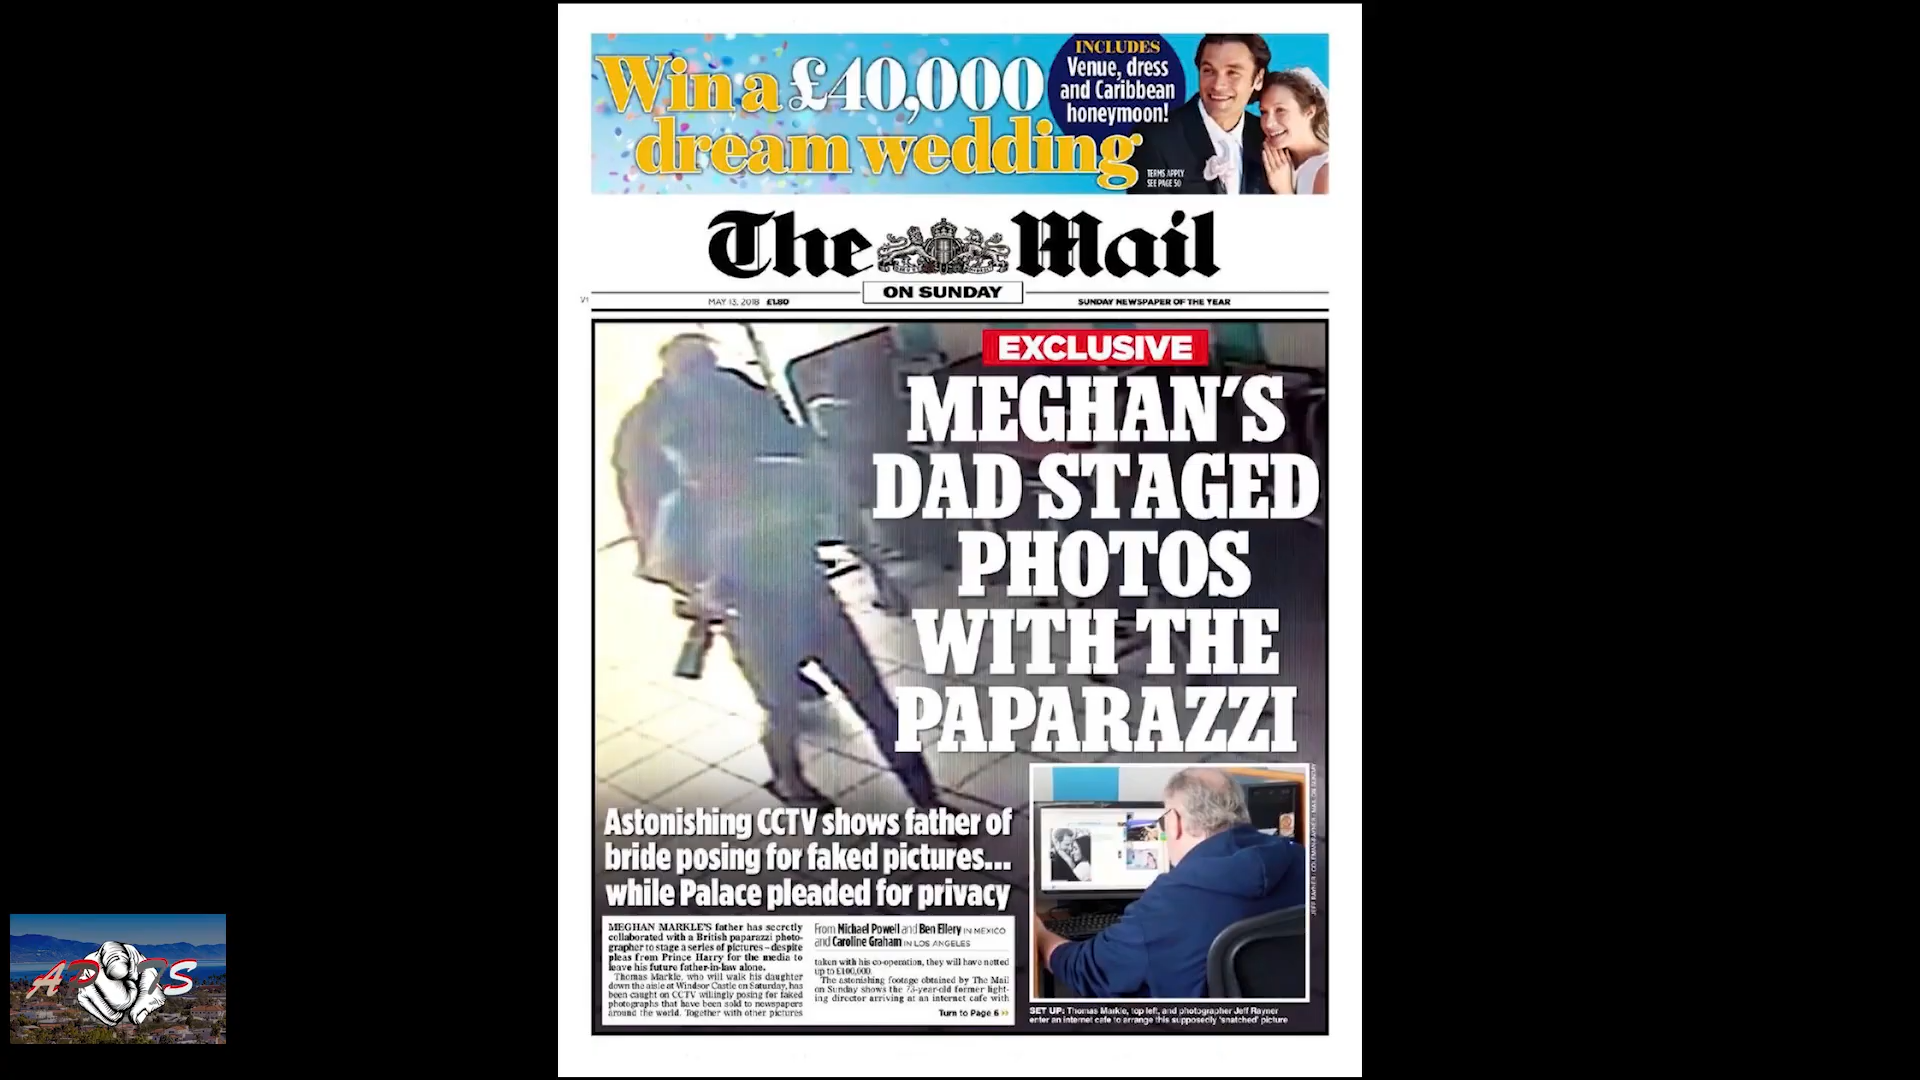 Win a £40,000
dream wedding
INCLUDES
Venue, dress
and Caribbean
honeymoon!
TERMS APPLY
SEE PAGE 50
The Mail
ON SUNDAY
V1
MAY 13, 2018 £1.80
SUNDAY NEWSPAPER OF THE YEAR
EXCLUSIVE
MEGHAN'S
DAD STAGED
PHOTOS
WITH THE
PAPARAZZI
Astonishing CCTV shows father of
bride posing for faked pictures...
while Palace pleaded for privacy
MEGHAN MARKLE'S father has secretly
collaborated with a British paparazzi photo-
grapher to stage a series of pictures – despite
pleas from Prince Harry for the media to
leave his future father-in-law alone.
Thomas Markle, who will walk his daughter
down the aisle at Windsor Castle on Saturday, has
been caught on CCTV willingly posing for faked
photographs that have been sold to newspapers
around the world. Together with other pictures
From Michael Powell and Ben Ellery IN MEXICO
and Caroline Graham IN LOS ANGELES
taken with his co-operation, they will have netted
up to £100,000.
The astonishing footage obtained by The Mail
on Sunday shows the 73-year-old former light-
ing director arriving at an internet cafe with
Turn to Page 6 »
SET UP: Thomas Markle, top left, and photographer Jeff Rayner
enter an internet cafe to arrange this supposedly 'snatched' picture